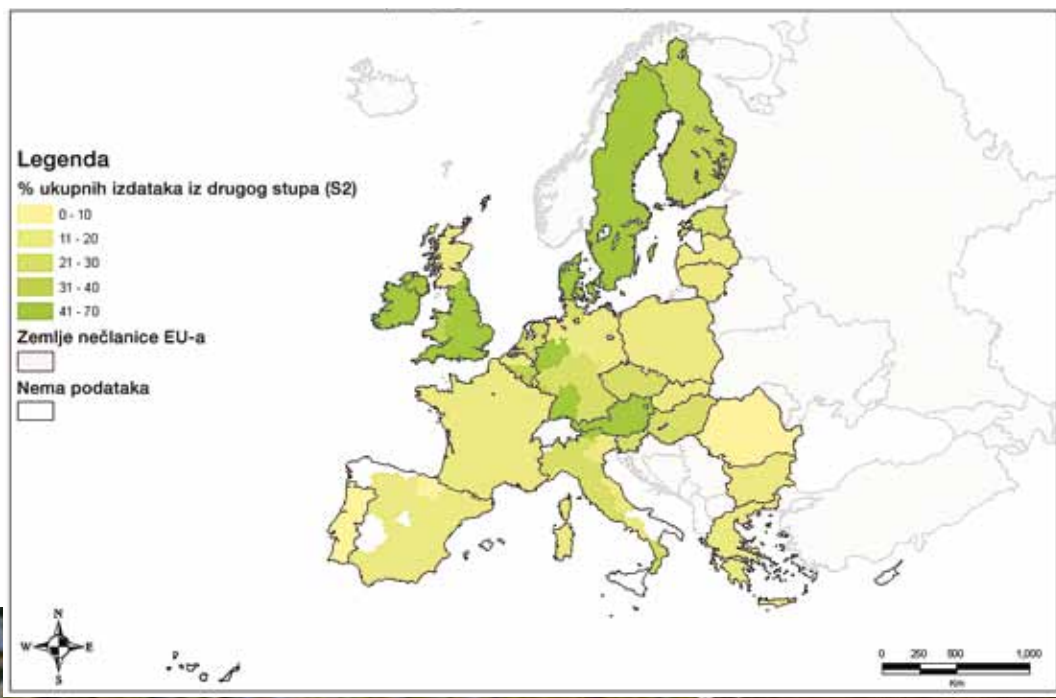 Legenda
% ukupnih izdataka iz drugog stupa (S2)
0 - 10
11 - 20
21 - 30
31 - 40
41 - 70
Zemlje nečlanice EU-a
Nema podataka
N
W E
S
0 250 500 1,000
Km